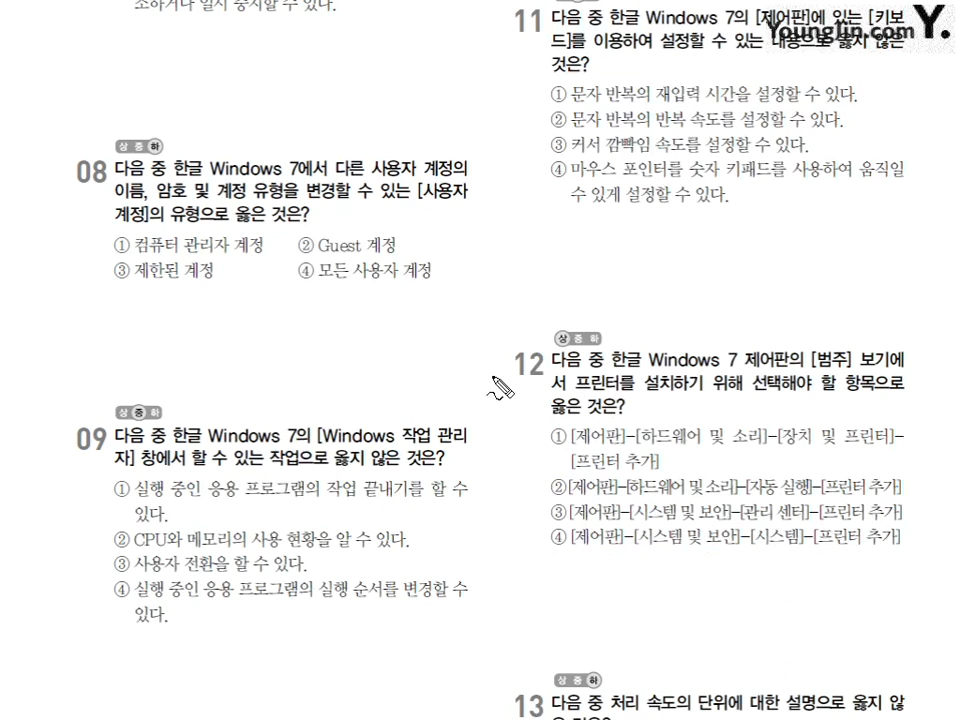 소하거나 일시 중지할 수 있다.
상 중 하
08 다음 중 한글 Windows 7에서 다른 사용자 계정의
이름, 암호 및 계정 유형을 변경할 수 있는 [사용자
계정]의 유형으로 옳은 것은?
① 컴퓨터 관리자 계정 ② Guest 계정
③ 제한된 계정 ④ 모든 사용자 계정
상 중 하
09 다음 중 한글 Windows 7의 [Windows 작업 관리
자] 창에서 할 수 있는 작업으로 옳지 않은 것은?
① 실행 중인 응용 프로그램의 작업 끝내기를 할 수
있다.
② CPU와 메모리의 사용 현황을 알 수 있다.
③ 사용자 전환을 할 수 있다.
④ 실행 중인 응용 프로그램의 실행 순서를 변경할 수
있다.
11 다음 중 한글 Windows 7의 [제어판]에 있는 [키보
드]를 이용하여 설정할 수 있는 내용으로 옳지 않은
것은?
① 문자 반복의 재입력 시간을 설정할 수 있다.
② 문자 반복의 반복 속도를 설정할 수 있다.
③ 커서 깜빡임 속도를 설정할 수 있다.
④ 마우스 포인터를 숫자 키패드를 사용하여 움직일
수 있게 설정할 수 있다.
상 중 하
12 다음 중 한글 Windows 7 제어판의 [범주] 보기에
서 프린터를 설치하기 위해 선택해야 할 항목으로
옳은 것은?
① [제어판]-[하드웨어 및 소리]-[장치 및 프린터]-
[프린터 추가]
② [제어판]-[하드웨어 및 소리]-[자동 실행]-[프린터 추가]
③ [제어판]-[시스템 및 보안]-[관리 센터]-[프린터 추가]
④ [제어판]-[시스템 및 보안]-[시스템]-[프린터 추가]
상 중 하
13 다음 중 처리 속도의 단위에 대한 설명으로 옳지 않
YoungJin.com Y.